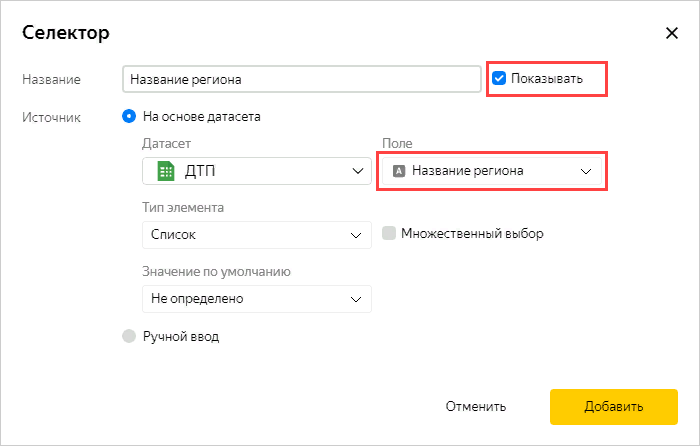 Селектор
Название Название региона Показывать
Источник На основе датасета
Датасет Поле
ДТП A Название региона
Тип элемента
Список Множественный выбор
Значение по умолчанию
Не определено
Ручной ввод
Отменить Добавить